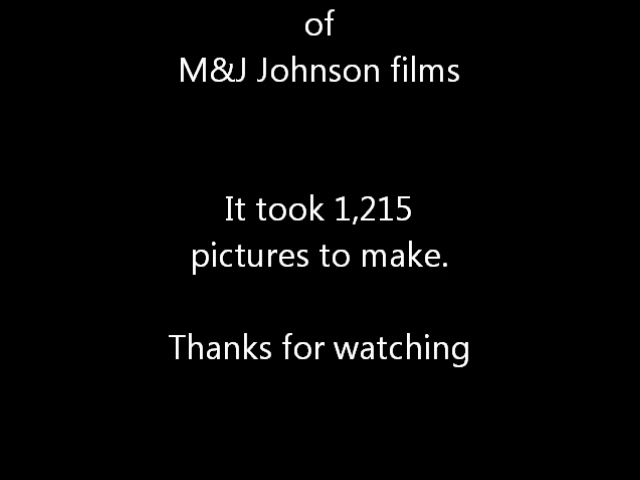 of
M&J Johnson films
It took 1,215
pictures to make.
Thanks for watching